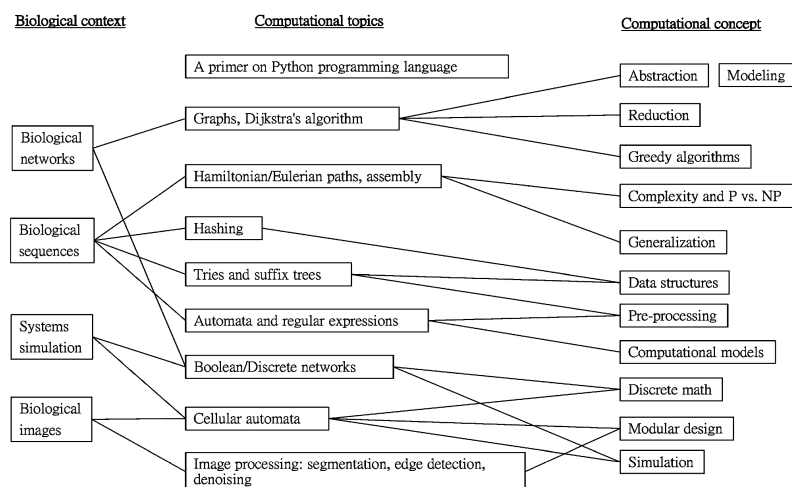 Biological context
Computational topics
Computational concept
A primer on Python programming language
Abstraction
Modeling
Graphs, Dijkstra's algorithm
Reduction
Biological
networks
Greedy algorithms
Hamiltonian/Eulerian paths, assembly
Complexity and P vs. NP
Biological
sequences
Hashing
Generalization
Tries and suffix trees
Data structures
Automata and regular expressions
Pre-processing
Systems
simulation
Computational models
Boolean/Discrete networks
Discrete math
Biological
images
Cellular automata
Modular design
Image processing: segmentation, edge detection,
denoising
Simulation